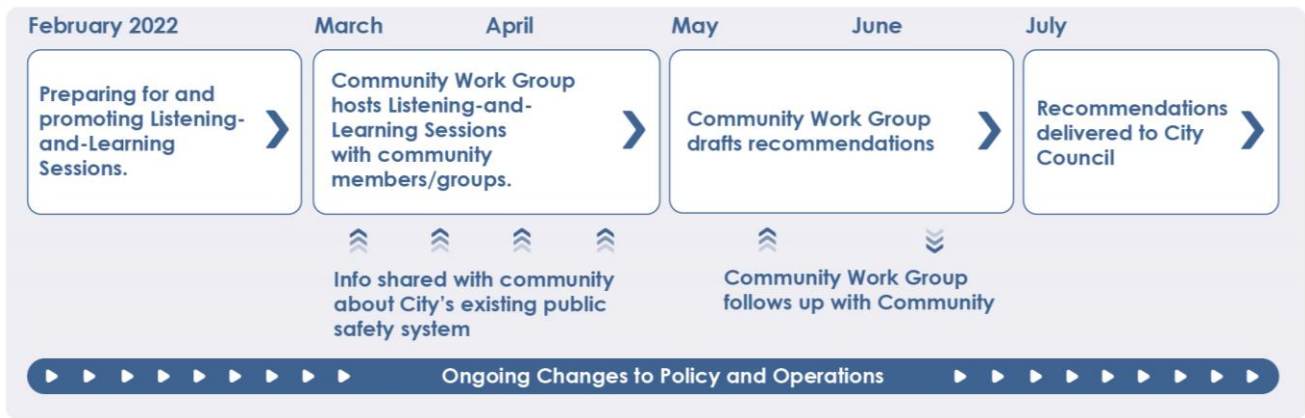 February 2022
March
April
May
June
July
Preparing for and
promoting Listening-
and-Learning
Sessions.
Community Work Group
hosts Listening-and-
Learning Sessions
with community
members/groups.
Community Work Group
drafts recommendations
Recommendations
delivered to City
Council
Info shared with community
about City's existing public
safety system
Community Work Group
follows up with Community
Ongoing Changes to Policy and Operations